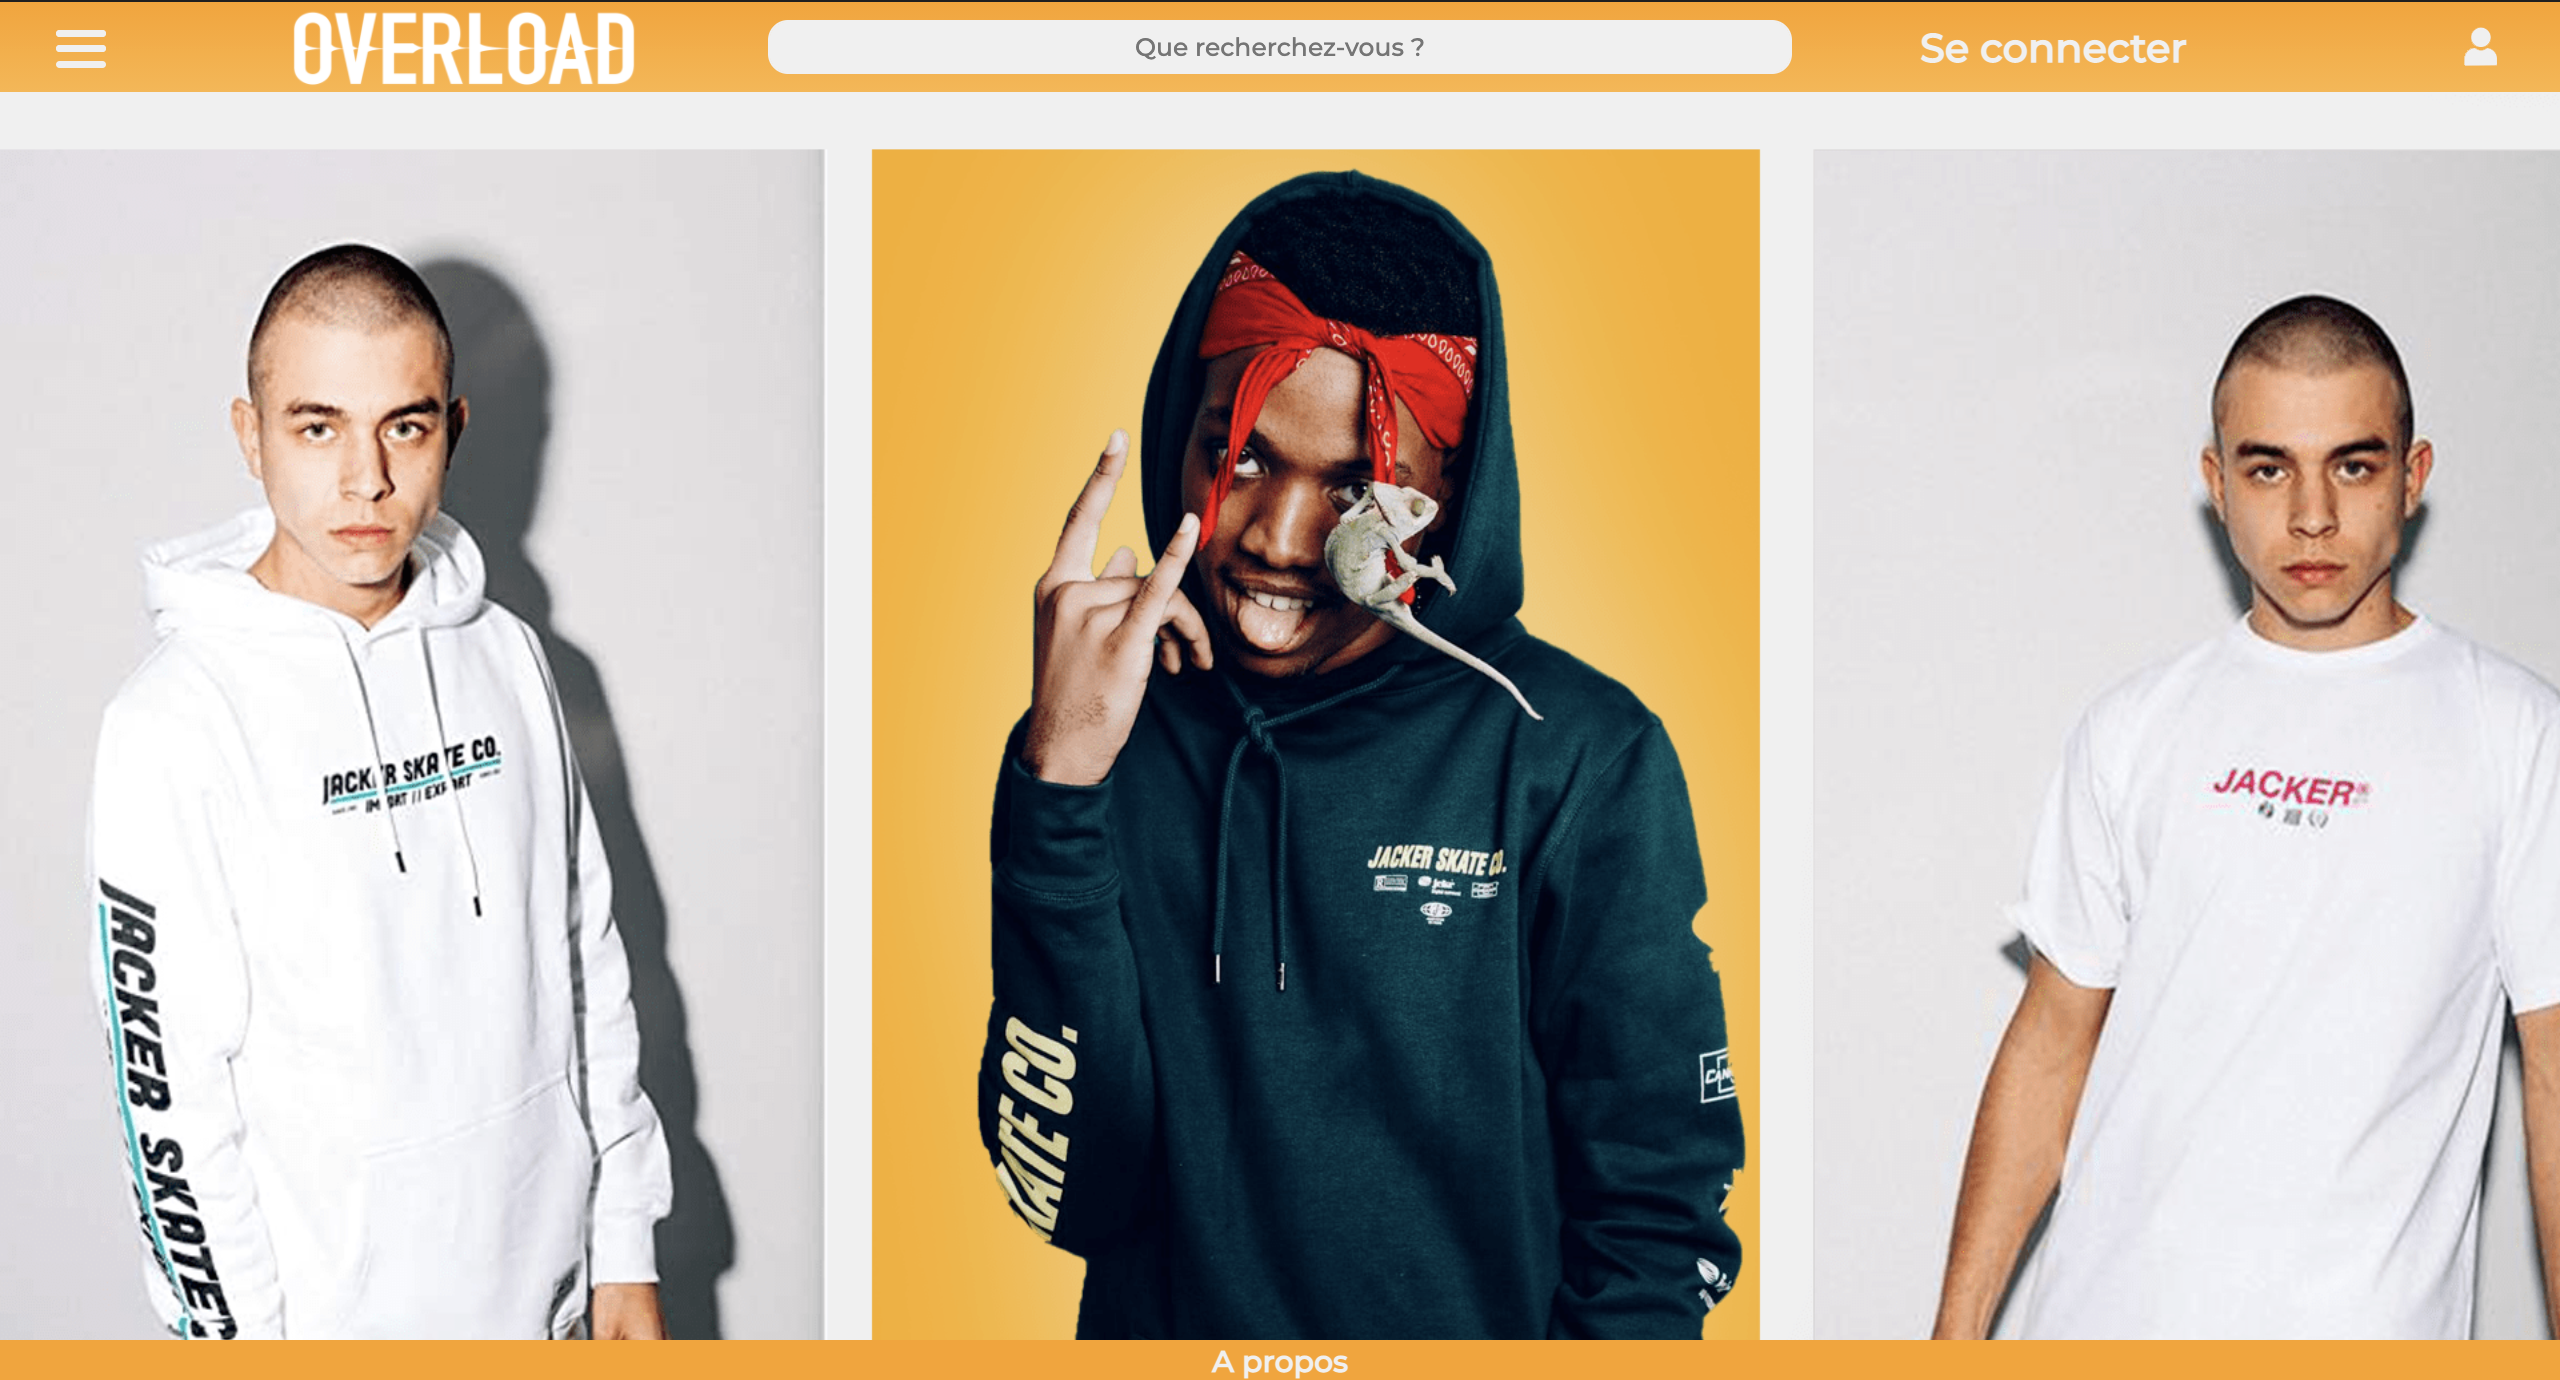 OVERLOAD
Que recherchez-vous ?
Se connecter
JACKER SKATE CO.
IMPORT // EXPORT
JACKER SKATE
JACKER SKATE CO.
KATE CO.
CAN
JACKER®
A propos